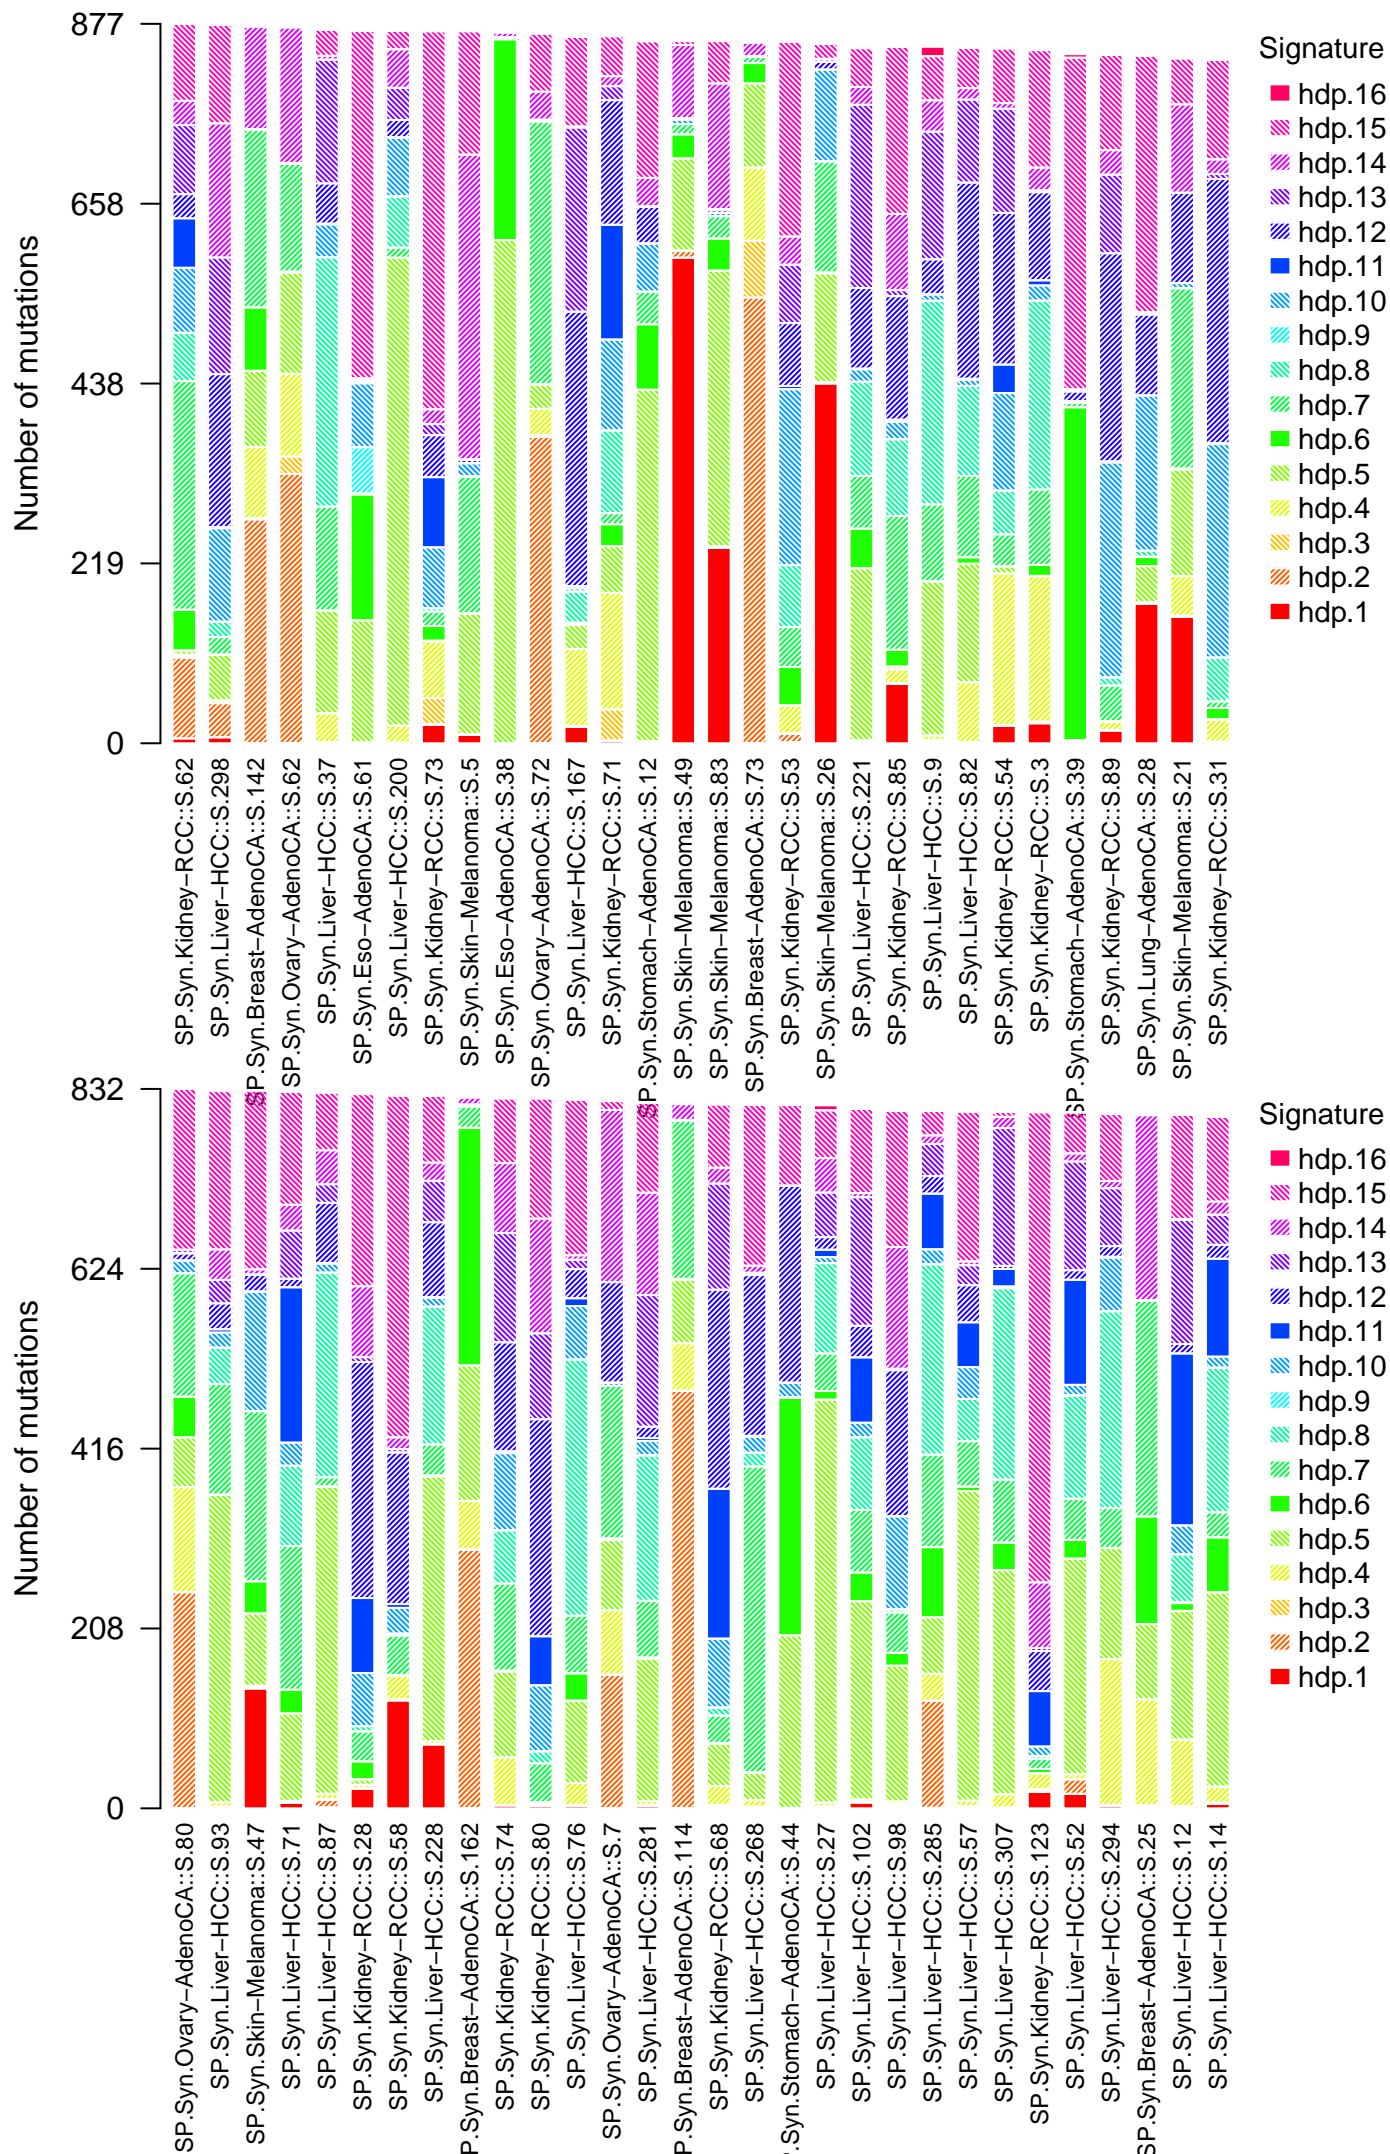 877
658
438
219
0
Number of mutations
Signature
hdp.16
hdp.15
hdp.14
hdp.13
hdp.12
hdp.11
hdp.10
hdp.9
hdp.8
hdp.7
hdp.6
hdp.5
hdp.4
hdp.3
hdp.2
hdp.1
SP.Syn.Kidney−RCC::S.62
SP.Syn.Liver−HCC::S.298
SP.Syn.Breast−AdenoCA::S.142
SP.Syn.Ovary−AdenoCA::S.62
SP.Syn.Liver−HCC::S.37
SP.Syn.Eso−AdenoCA::S.61
SP.Syn.Liver−HCC::S.200
SP.Syn.Kidney−RCC::S.73
SP.Syn.Skin−Melanoma::S.5
SP.Syn.Eso−AdenoCA::S.38
SP.Syn.Ovary−AdenoCA::S.72
SP.Syn.Liver−HCC::S.167
SP.Syn.Kidney−RCC::S.71
SP.Syn.Stomach−AdenoCA::S.12
SP.Syn.Skin−Melanoma::S.49
SP.Syn.Skin−Melanoma::S.83
SP.Syn.Breast−AdenoCA::S.73
SP.Syn.Kidney−RCC::S.53
SP.Syn.Skin−Melanoma::S.26
SP.Syn.Liver−HCC::S.221
SP.Syn.Kidney−RCC::S.85
SP.Syn.Liver−HCC::S.9
SP.Syn.Liver−HCC::S.82
SP.Syn.Kidney−RCC::S.54
SP.Syn.Kidney−RCC::S.3
SP.Syn.Stomach−AdenoCA::S.39
SP.Syn.Kidney−RCC::S.89
SP.Syn.Lung−AdenoCA::S.28
SP.Syn.Skin−Melanoma::S.21
SP.Syn.Kidney−RCC::S.31
832
624
416
208
0
Number of mutations
Signature
hdp.16
hdp.15
hdp.14
hdp.13
hdp.12
hdp.11
hdp.10
hdp.9
hdp.8
hdp.7
hdp.6
hdp.5
hdp.4
hdp.3
hdp.2
hdp.1
SP.Syn.Ovary−AdenoCA::S.80
SP.Syn.Liver−HCC::S.93
SP.Syn.Skin−Melanoma::S.47
SP.Syn.Liver−HCC::S.71
SP.Syn.Liver−HCC::S.87
SP.Syn.Kidney−RCC::S.28
SP.Syn.Kidney−RCC::S.58
SP.Syn.Liver−HCC::S.228
P.Syn.Breast−AdenoCA::S.162
SP.Syn.Kidney−RCC::S.74
SP.Syn.Kidney−RCC::S.80
SP.Syn.Liver−HCC::S.76
SP.Syn.Ovary−AdenoCA::S.7
SP.Syn.Liver−HCC::S.281
P.Syn.Breast−AdenoCA::S.114
SP.Syn.Kidney−RCC::S.68
SP.Syn.Liver−HCC::S.268
.Syn.Stomach−AdenoCA::S.44
SP.Syn.Liver−HCC::S.27
SP.Syn.Liver−HCC::S.102
SP.Syn.Liver−HCC::S.98
SP.Syn.Liver−HCC::S.285
SP.Syn.Liver−HCC::S.57
SP.Syn.Liver−HCC::S.307
SP.Syn.Kidney−RCC::S.123
SP.Syn.Liver−HCC::S.52
SP.Syn.Liver−HCC::S.294
SP.Syn.Breast−AdenoCA::S.25
SP.Syn.Liver−HCC::S.12
SP.Syn.Liver−HCC::S.14